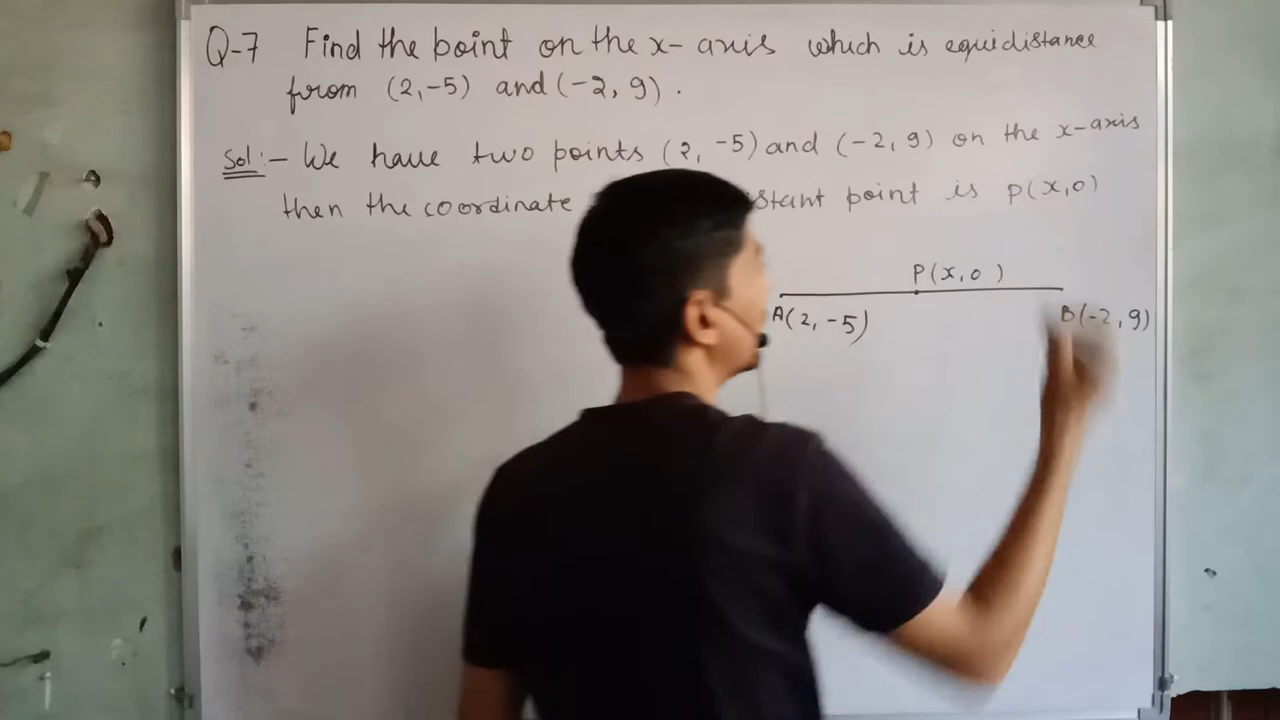 Q-7 Find the point on the x-axis which is equidistance
from (2,-5) and (-2, 9).
Sol:- We have two points (2, -5) and (-2, 9) on the x-axis
then the coordinate point is P(x,0)
P(x,0)
A(2,-5) B(-2,9)